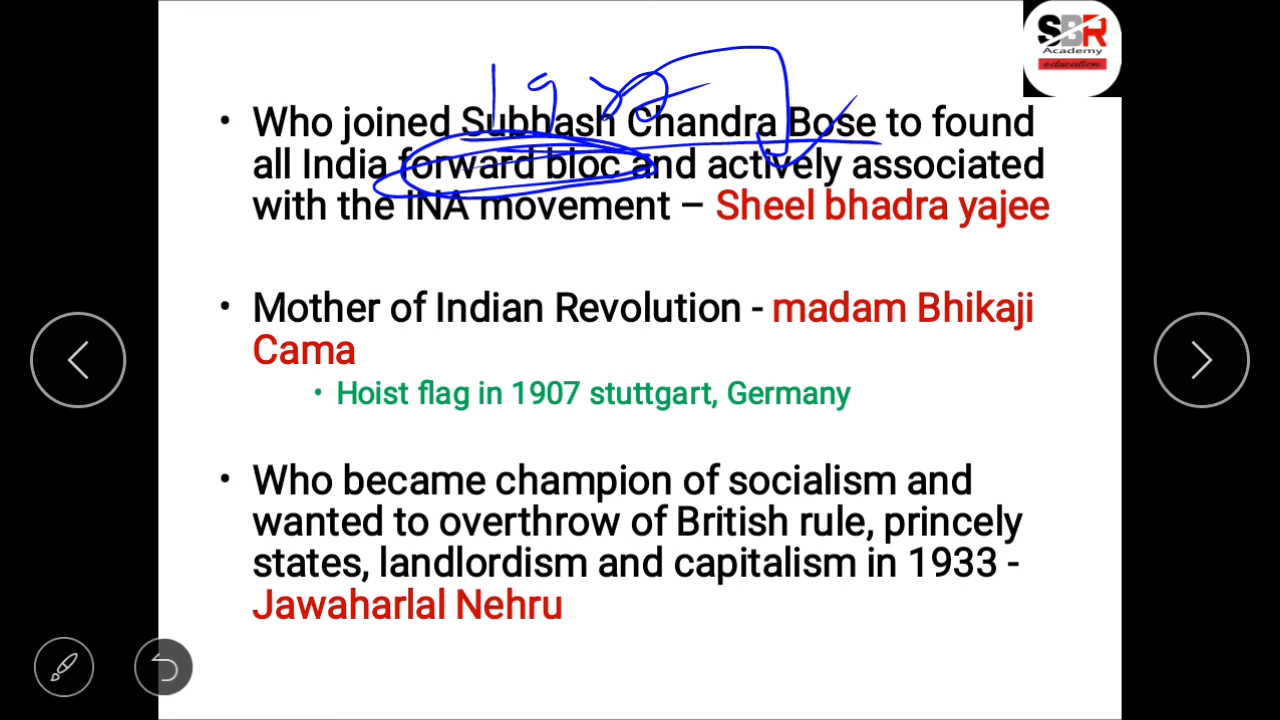 SBR
Academy
education
• Who joined Subhash Chandra Bose to found
all India forward bloc and actively associated
with the INA movement – Sheel bhadra yajee
• Mother of Indian Revolution - madam Bhikaji
Cama
• Hoist flag in 1907 stuttgart, Germany
• Who became champion of socialism and
wanted to overthrow of British rule, princely
states, landlordism and capitalism in 1933 -
Jawaharlal Nehru